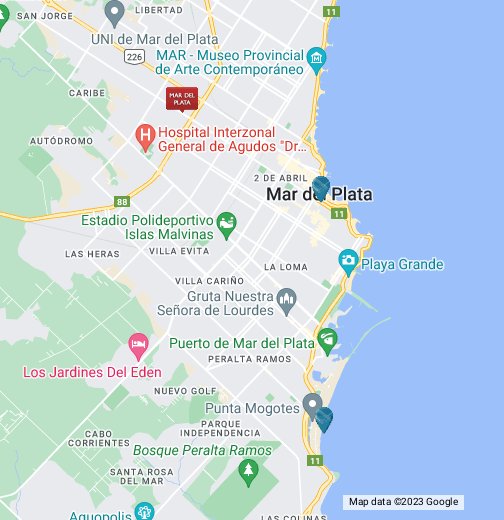 LIBERTAD
SAN JORGE
UNI de Mar del Plata
226
MAR - Museo Provincial
de Arte Contemporáneo
CARIBE
MAR DEL
PLATA
Hospital Interzonal
General de Agudos "Dr...
AUTÓDROMO
2 DE ABRIL
Mar del Plata
88
11
Estadio Polideportivo
Islas Malvinas
VILLA EVITA
LAS HERAS
LA LOMA
Playa Grande
VILLA CARIÑO
Gruta Nuestra
Señora de Lourdes
Puerto de Mar del Plata
PERALTA RAMOS
Los Jardines Del Eden
NUEVO GOLF
Punta Mogotes
PARQUE
INDEPENDENCIA
CABO
CORRIENTES
Bosque Peralta Ramos
11
SANTA ROSA
DEL MAR
Map data ©2023 Google
Aquopolis
LAS COLINAS